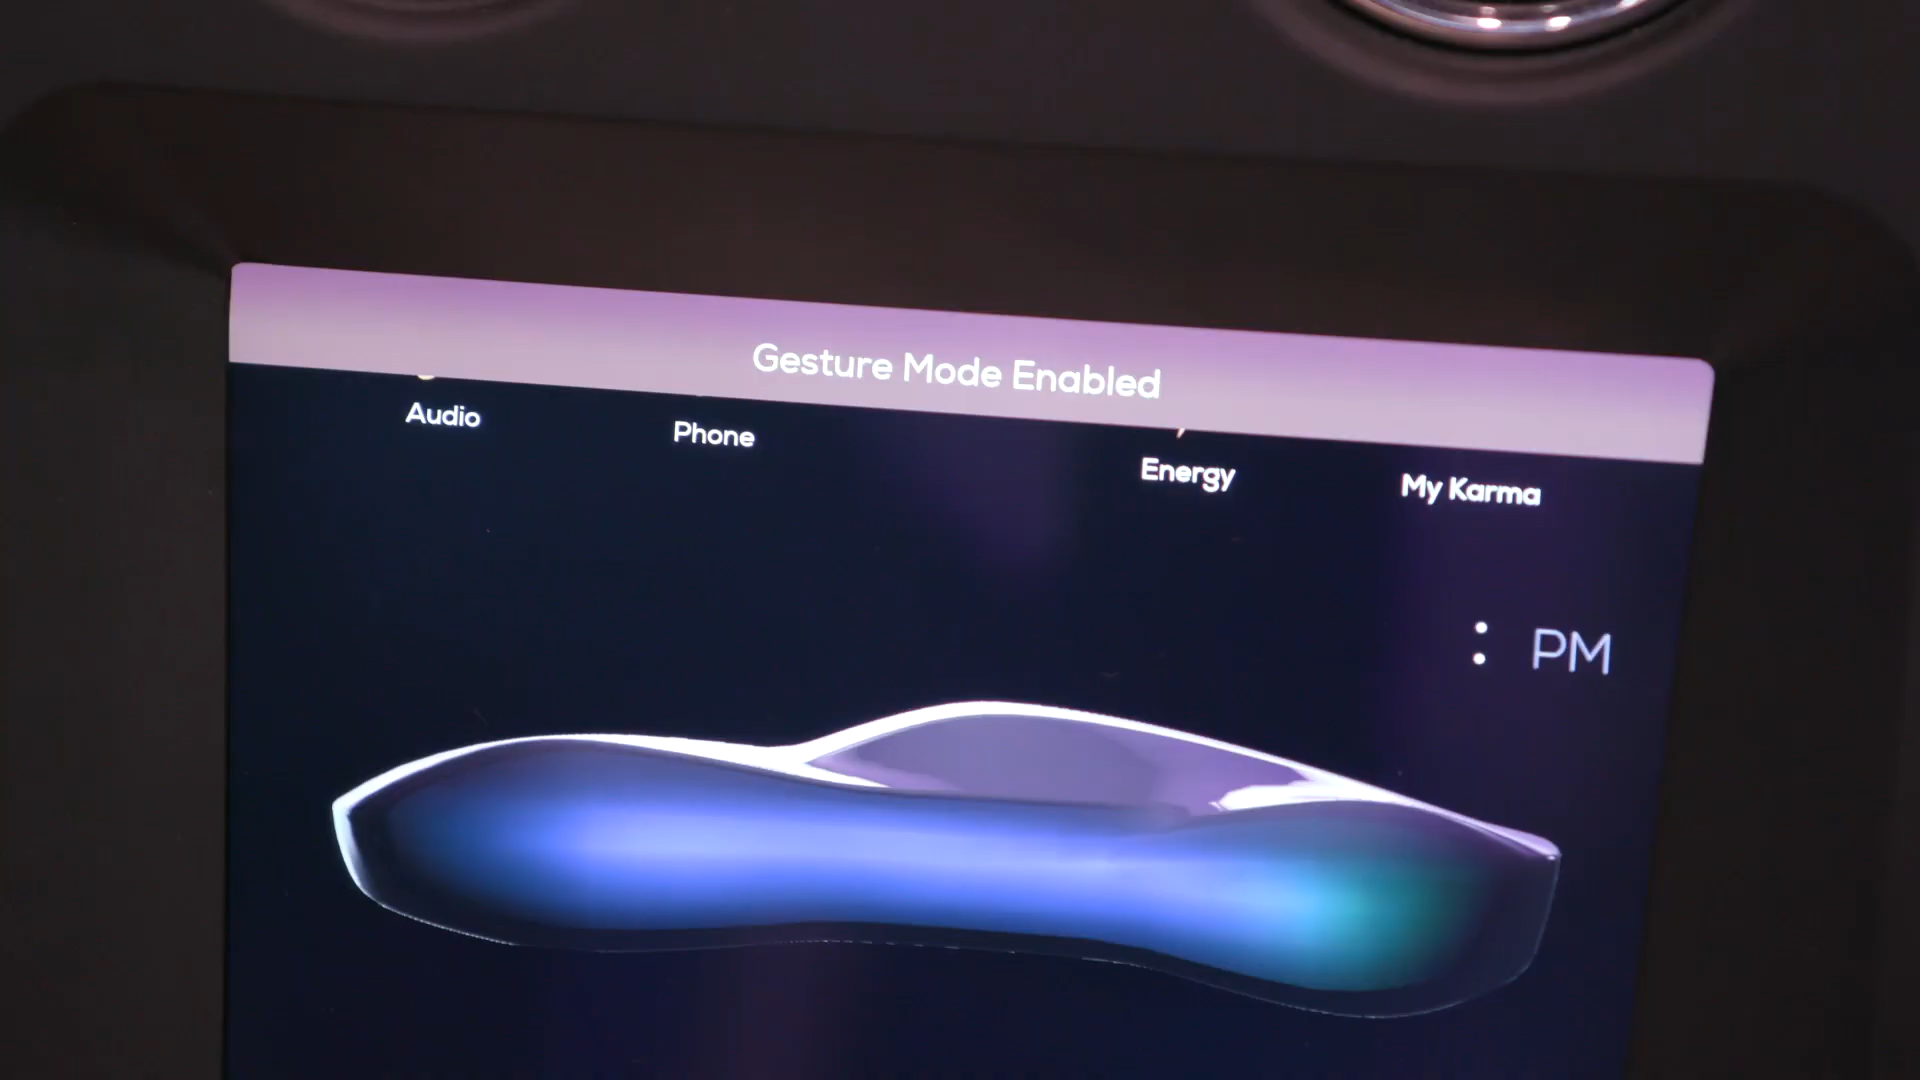 Gesture Mode Enabled
Audio
Phone
Energy
My Karma
: PM